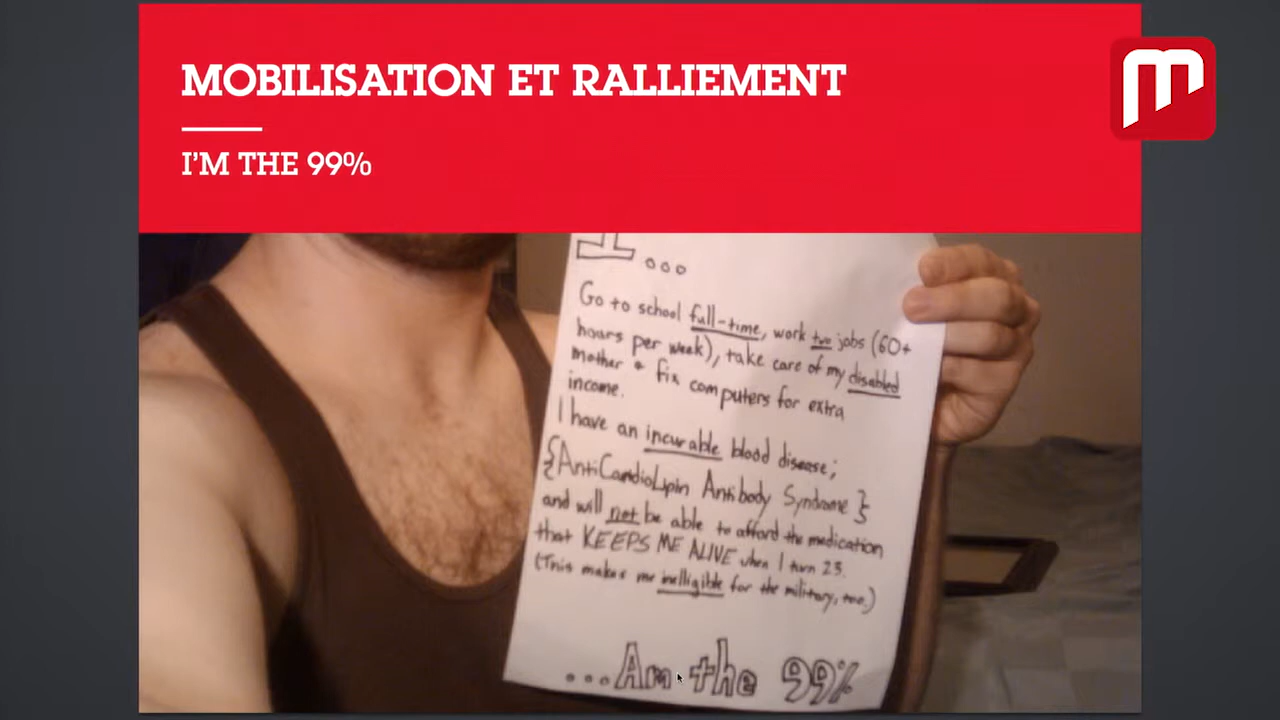 MOBILISATION ET RALLIEMENT
I'M THE 99%
m
I...
Go to school full-time, work two jobs (60+
hours per week), take care of my disabled
mother + fix computers for extra
income.
I have an incurable blood disease;
{AntiCardioLipin Antibody Syndrome}
and will not be able to afford the medication
that KEEPS ME ALIVE when I turn 23.
(This makes me inelligible for the military, too.)
...Am the 99%